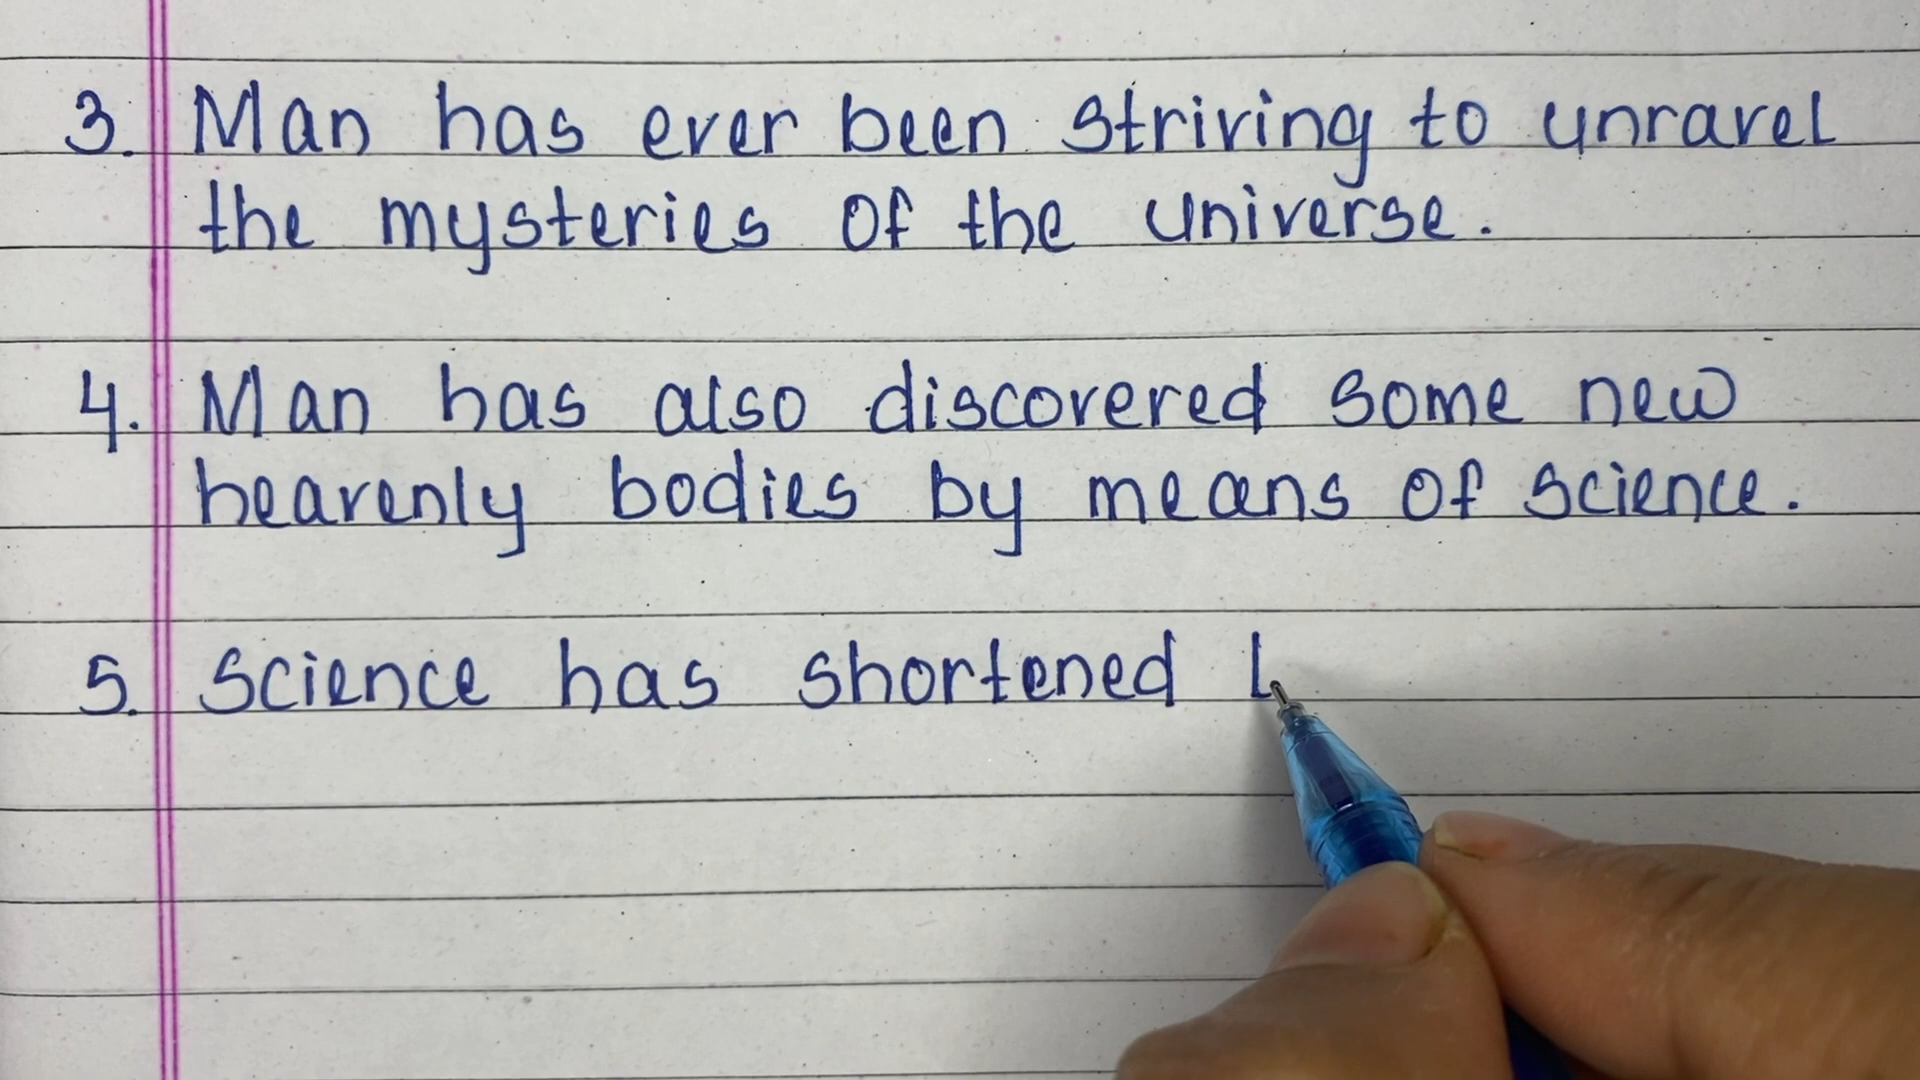 3. Man has ever been striving to unravel
the mysteries of the universe.
4. Man has also discovered some new
heavenly bodies by means of science.
5. Science has shortened